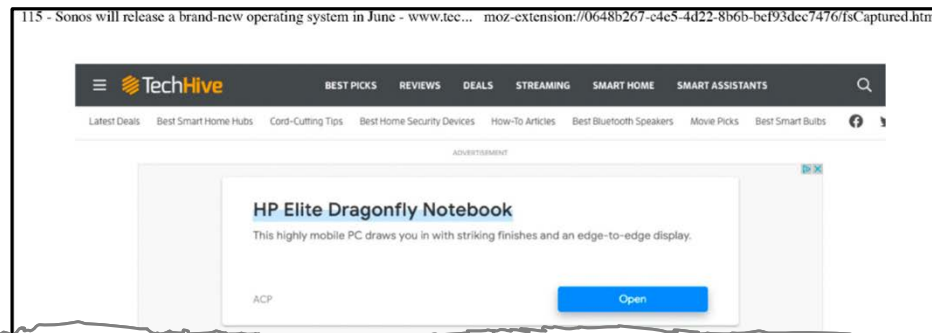 115 - Sonos will release a brand-new operating system in June - www.tec... moz-extension://0648b267-c4e5-4d22-8b6b-bef93dec7476/fsCaptured.htm
TechHive BEST PICKS REVIEWS DEALS STREAMING SMART HOME SMART ASSISTANTS
Latest Deals Best Smart Home Hubs Cord-Cutting Tips Best Home Security Devices How-To Articles Best Bluetooth Speakers Movie Picks Best Smart Bulbs
ADVERTISEMENT
HP Elite Dragonfly Notebook
This highly mobile PC draws you in with striking finishes and an edge-to-edge display.
ACP Open